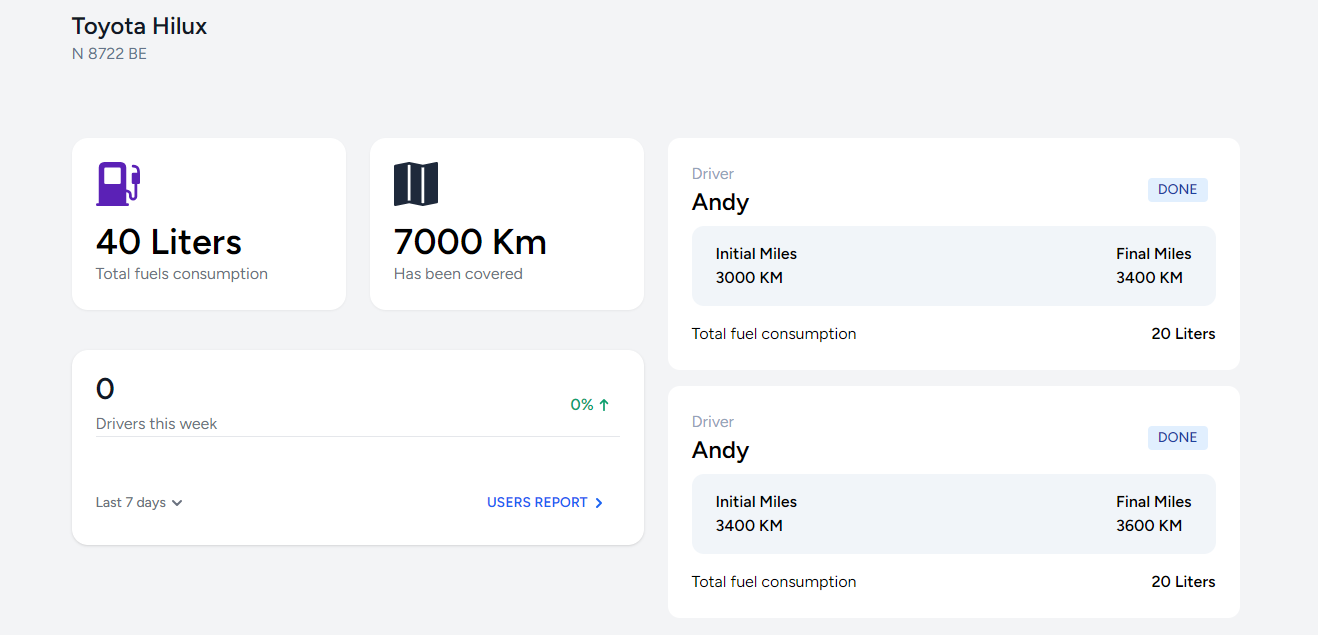 Toyota Hilux
N 8722 BE
40 Liters
Total fuels consumption
7000 Km
Has been covered
0
Drivers this week
0%
Last 7 days
USERS REPORT
Driver
Andy
DONE
Initial Miles
3000 KM
Final Miles
3400 KM
Total fuel consumption
20 Liters
Driver
Andy
DONE
Initial Miles
3400 KM
Final Miles
3600 KM
Total fuel consumption
20 Liters